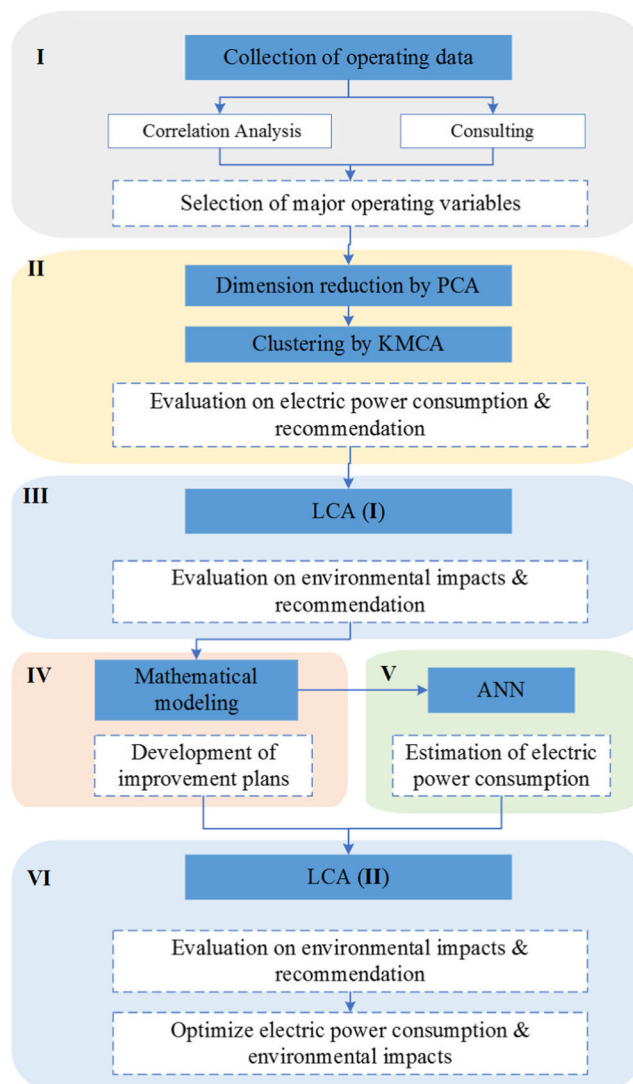 I
Collection of operating data
Correlation Analysis
Consulting
Selection of major operating variables
II
Dimension reduction by PCA
Clustering by KMCA
Evaluation on electric power consumption &
recommendation
III
LCA (I)
Evaluation on environmental impacts &
recommendation
IV
Mathematical
modeling
Development of
improvement plans
V
ANN
Estimation of electric
power consumption
VI
LCA (II)
Evaluation on environmental impacts &
recommendation
Optimize electric power consumption &
environmental impacts